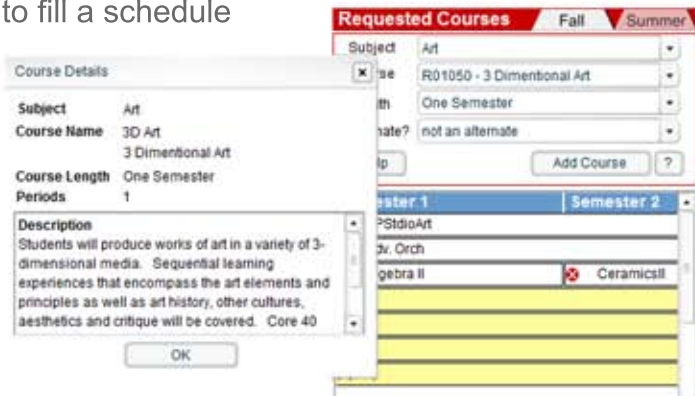 to fill a schedule
Requested Courses Fall Summer
Subject Art
R01050 - 3 Dimentional Art
One Semester
not an alternate
Add Course ?
Semester 2
Adv. Orch
CeramicsII
Course Details
Subject Art
Course Name 3D Art
3 Dimentional Art
Course Length One Semester
Periods 1
Description
Students will produce works of art in a variety of 3-
dimensional media. Sequential learning
experiences that encompass the art elements and
principles as well as art history, other cultures,
aesthetics and critique will be covered. Core 40
OK